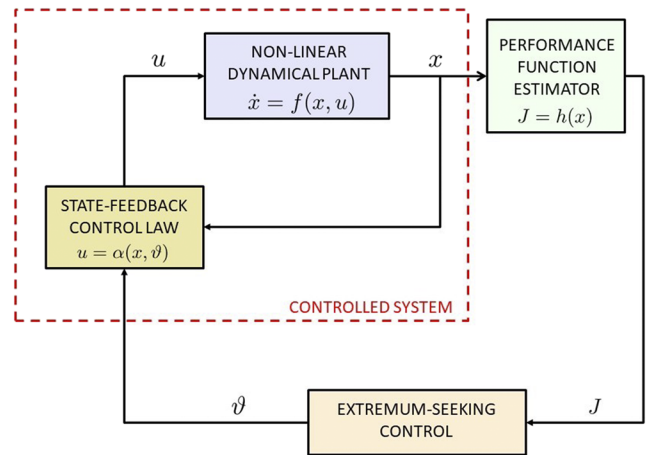 u
NON-LINEAR
DYNAMICAL PLANT
ẋ = f(x, u)
x
PERFORMANCE
FUNCTION
ESTIMATOR
J = h(x)
STATE-FEEDBACK
CONTROL LAW
u = α(x, ϑ)
CONTROLLED SYSTEM
ϑ
EXTREMUM-SEEKING
CONTROL
J